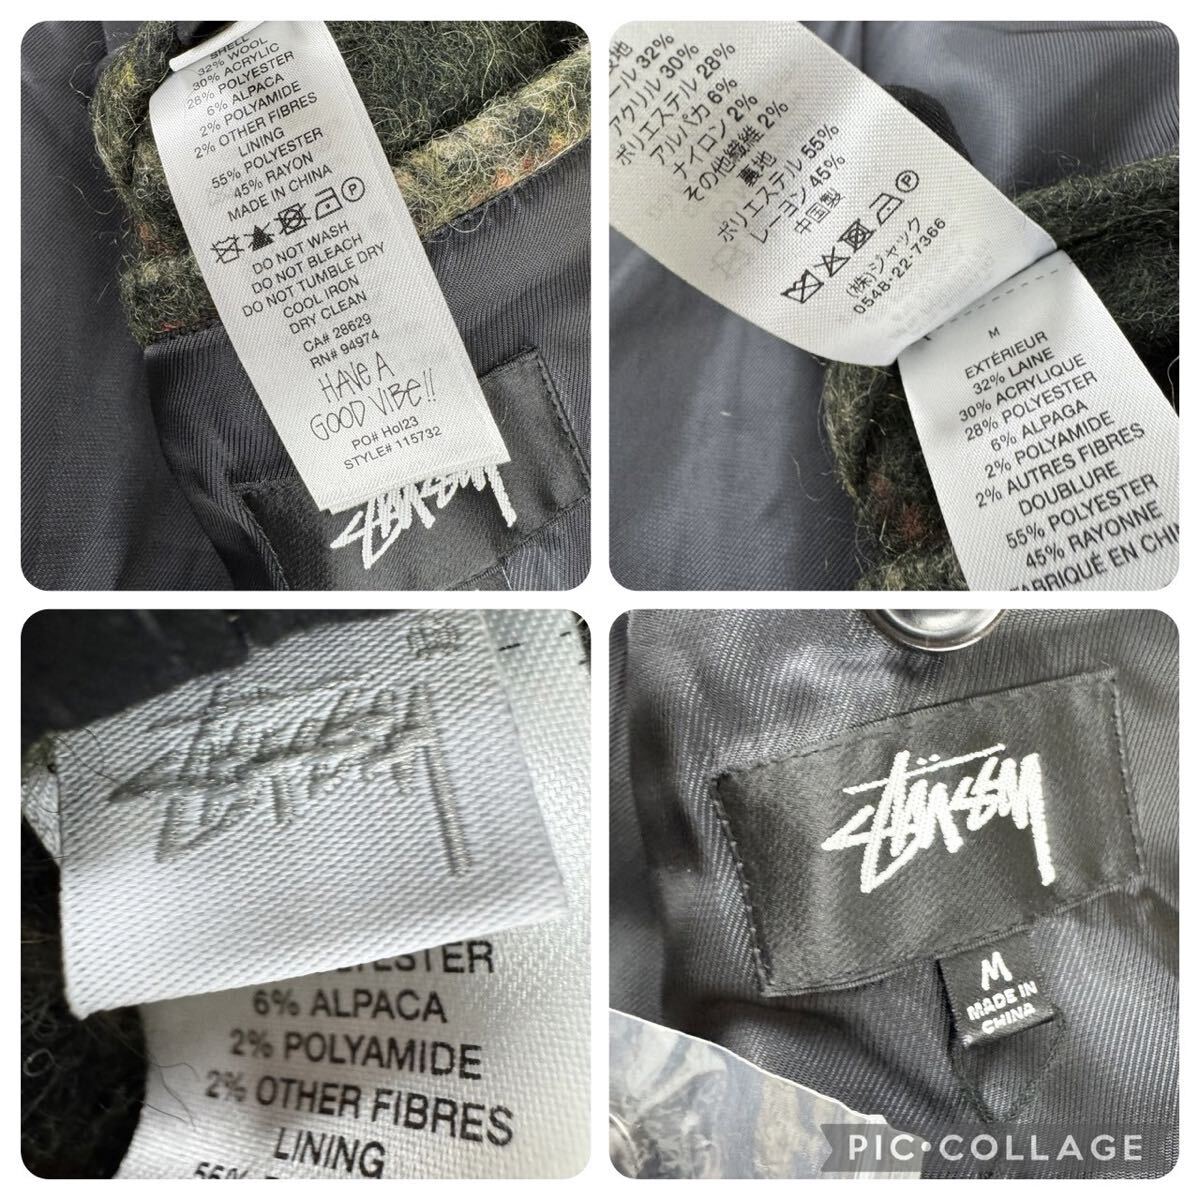 SHELL
32% WOOL
30% ACRYLIC
28% POLYESTER
6% ALPACA
2% POLYAMIDE
2% OTHER FIBRES
LINING
55% POLYESTER
45% RAYON
MADE IN CHINA
DO NOT WASH
DO NOT BLEACH
DO NOT TUMBLE DRY
COOL IRON
DRY CLEAN
CA# 28629
RN# 94974
HAVE A
GOOD VIBE!!
PO# Hol23
STYLE# 115732
Stüssy
ール 32%
アクリル 30%
ポリエステル 28%
アルパカ 6%
ナイロン 2%
その他繊維 2%
裏地
ポリエステル 55%
レーヨン 45%
中国製
(株)ジャック
0548-22-7366
M
EXTÉRIEUR
32% LAINE
30% ACRYLIQUE
28% POLYESTER
6% ALPAGA
2% POLYAMIDE
2% AUTRES FIBRES
DOUBLURE
55% POLYESTER
45% RAYONNE
FABRIQUÉ EN CHIN
LYESTER
6% ALPACA
2% POLYAMIDE
2% OTHER FIBRES
LINING
Stüssy
M
MADE IN
CHINA
PIC•COLLAGE